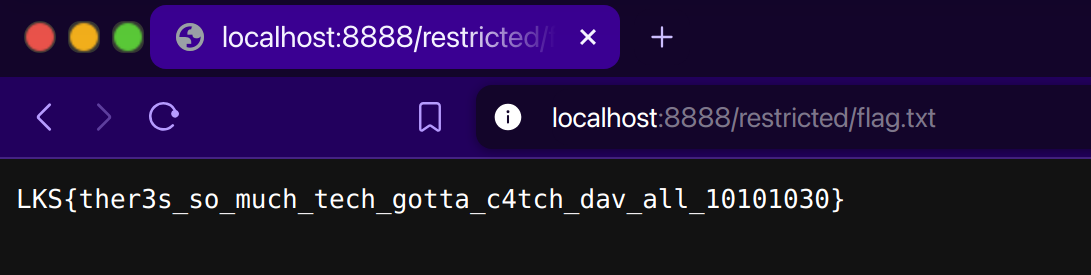 localhost:8888/restricted/
localhost:8888/restricted/flag.txt
LKS{ther3s_so_much_tech_gotta_c4tch_dav_all_10101030}